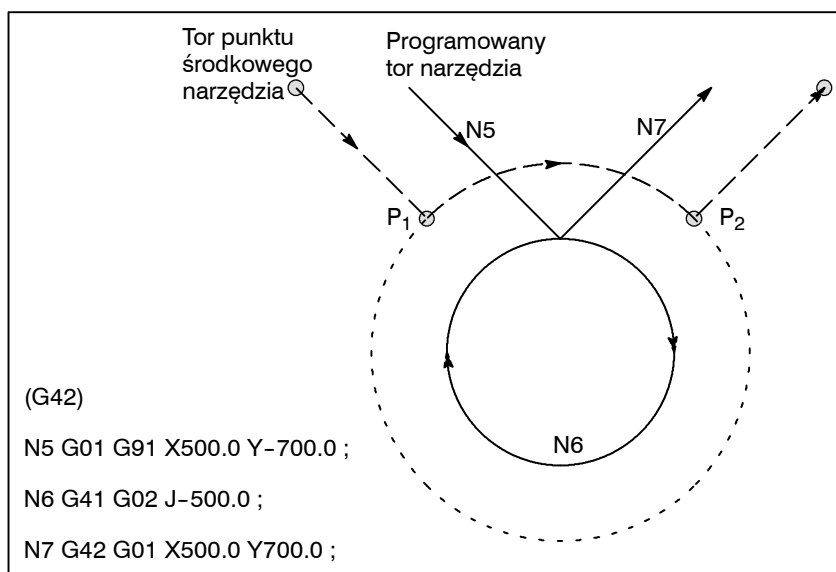 Tor punktu
środkowego
narzędzia
Programowany
tor narzędzia
N5
N7
P1
P2
N6
(G42)
N5 G01 G91 X500.0 Y-700.0 ;
N6 G41 G02 J-500.0 ;
N7 G42 G01 X500.0 Y700.0 ;